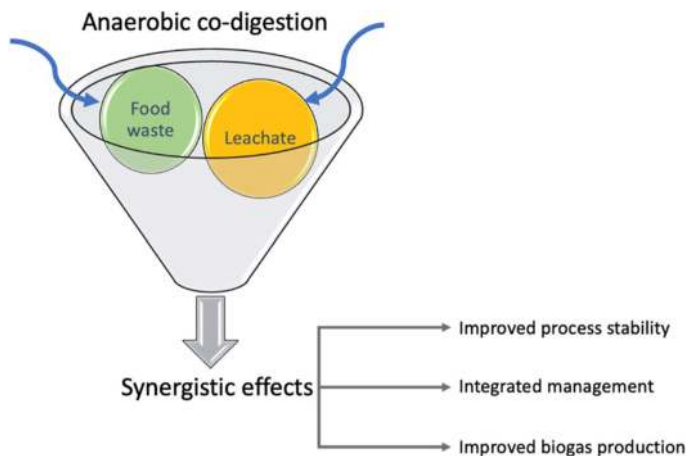 Anaerobic co-digestion
Food
waste
Leachate
Improved process stability
Synergistic effects
Integrated management
Improved biogas production